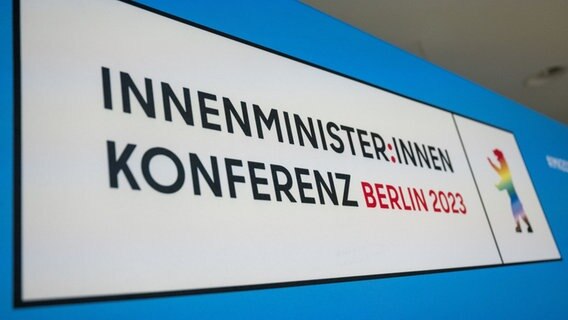 INNENMINISTER:INNEN
KONFERENZ BERLIN 2023